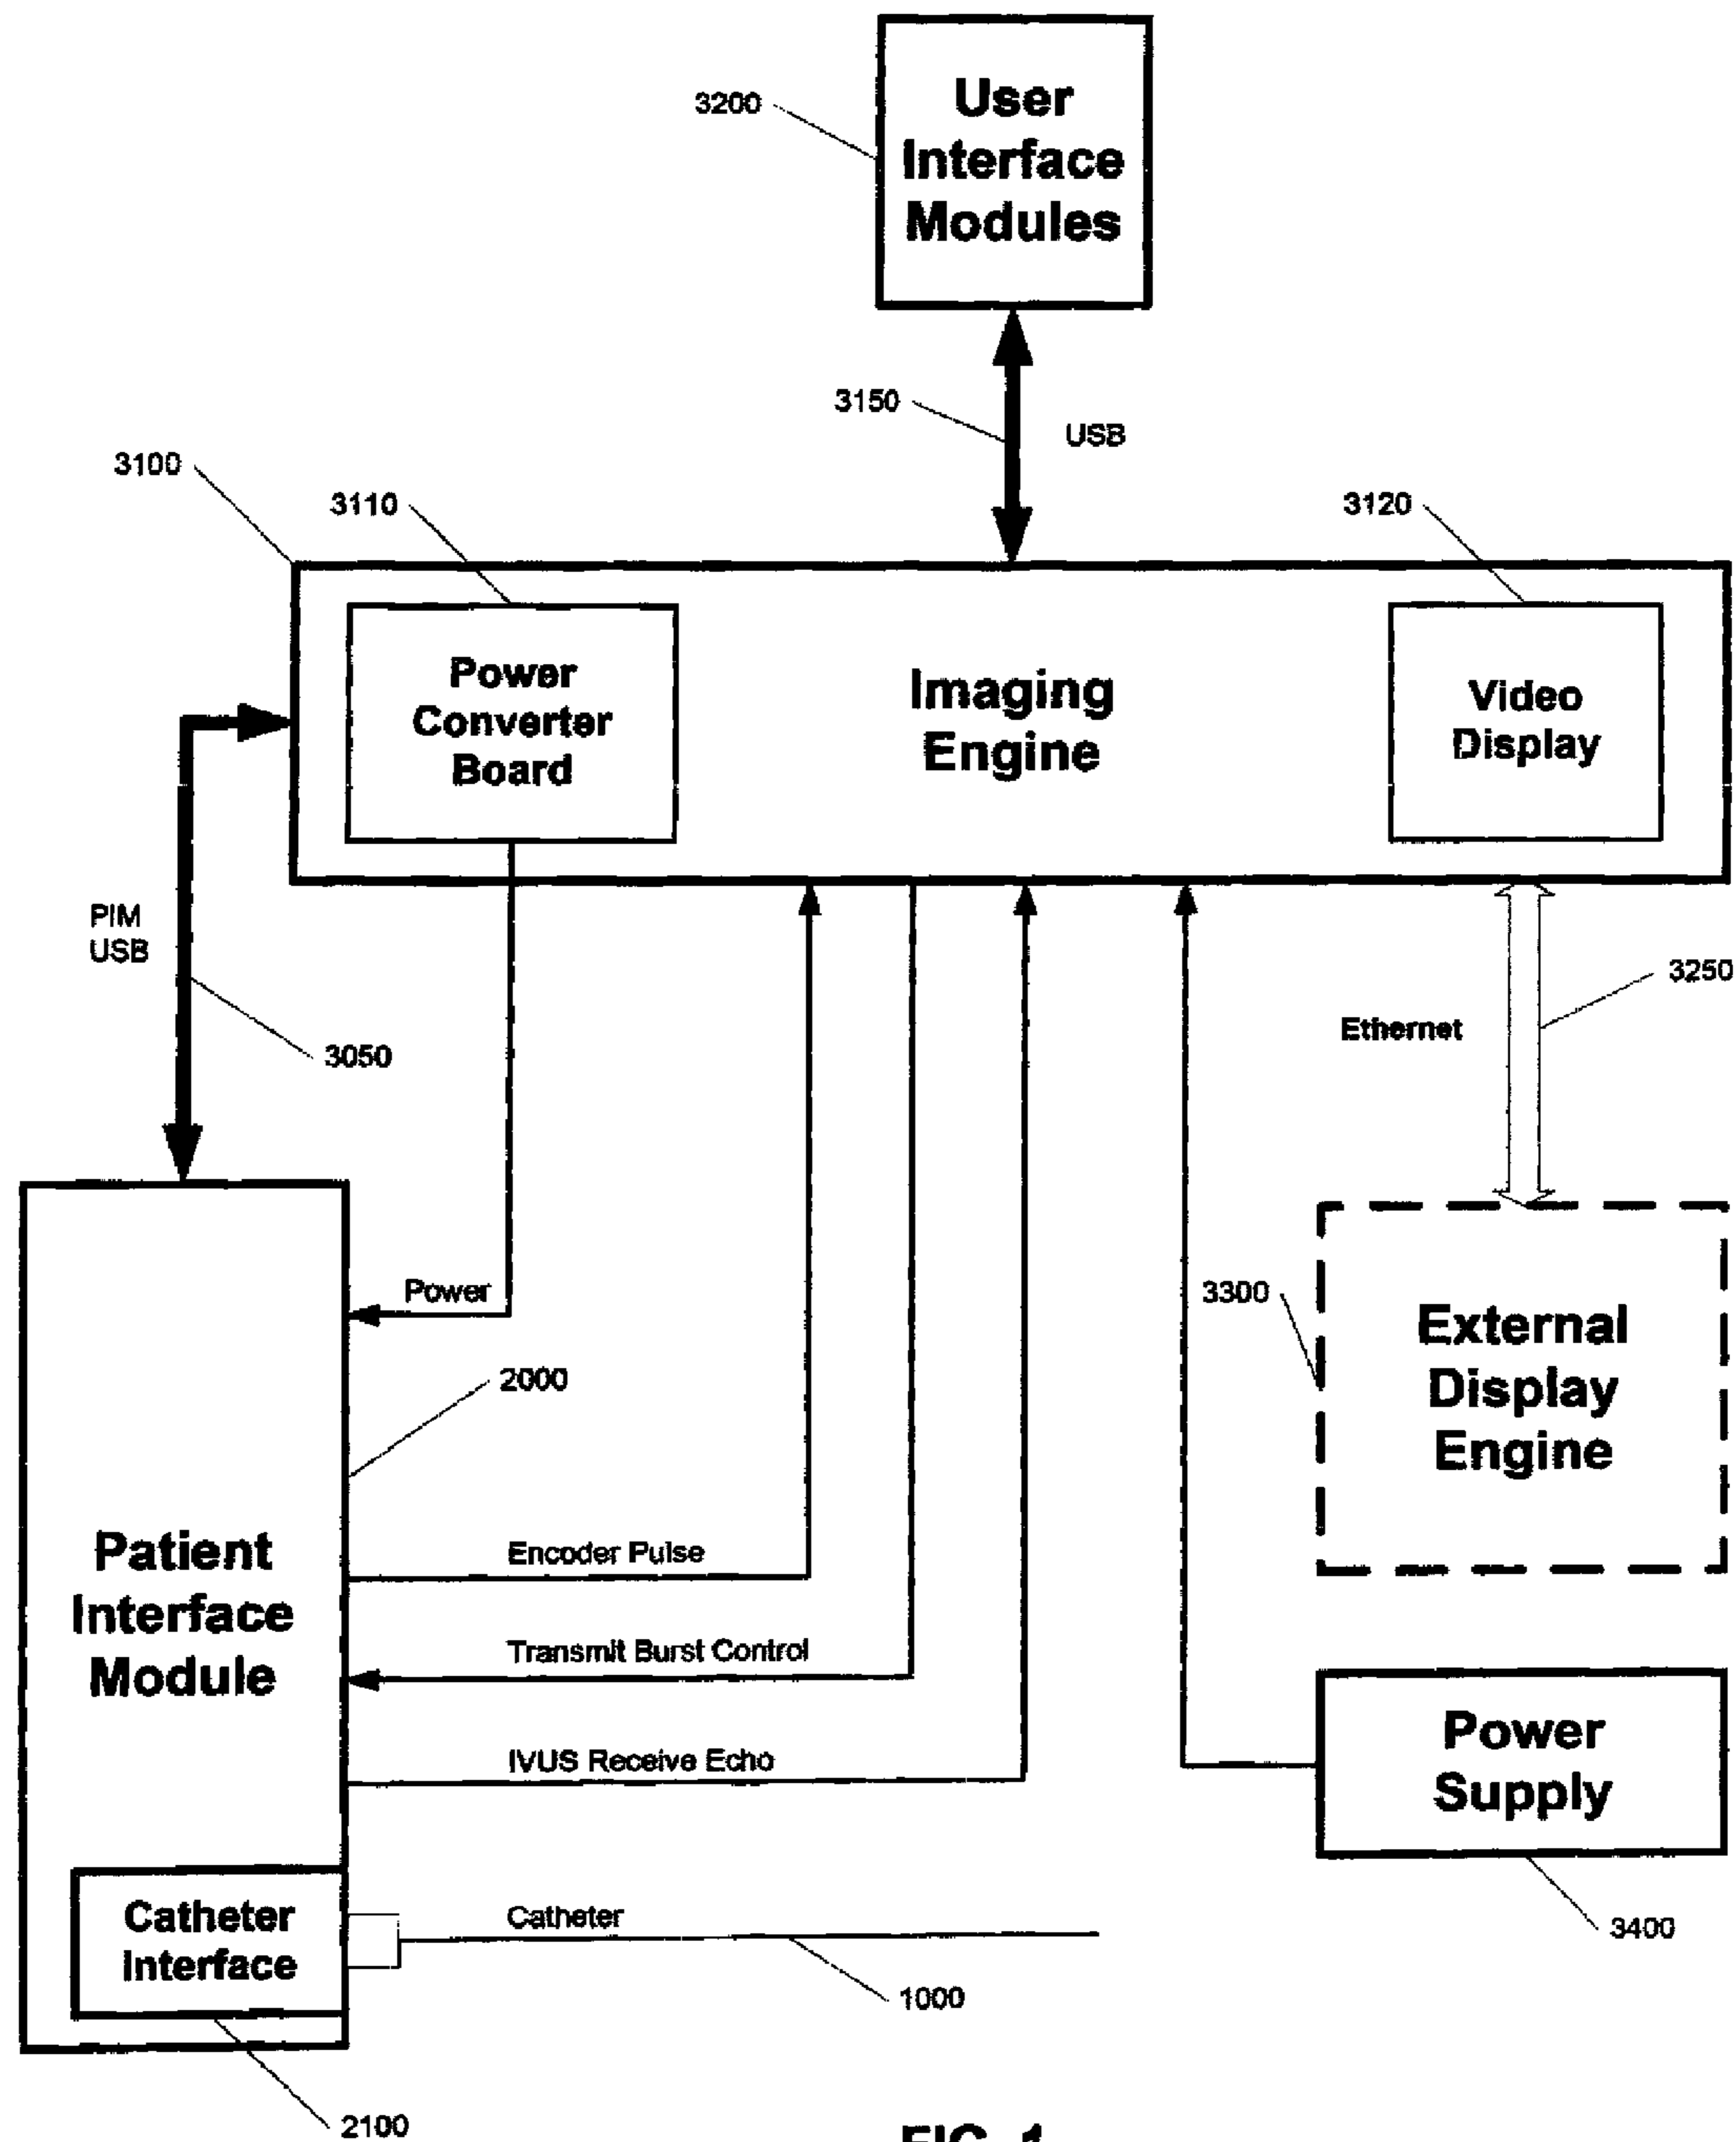 3200
User
Interface
Modules
3150
USB
3100
3110
3120
Power
Converter
Board
Imaging
Engine
Video
Display
PIM
USB
3050
3250
Ethernet
Power
2000
3300
External
Display
Engine
Patient
Interface
Module
Encoder Pulse
Transmit Burst Control
IVUS Receive Echo
Power
Supply
3400
Catheter
Interface
Catheter
1000
2100
FIG. 1